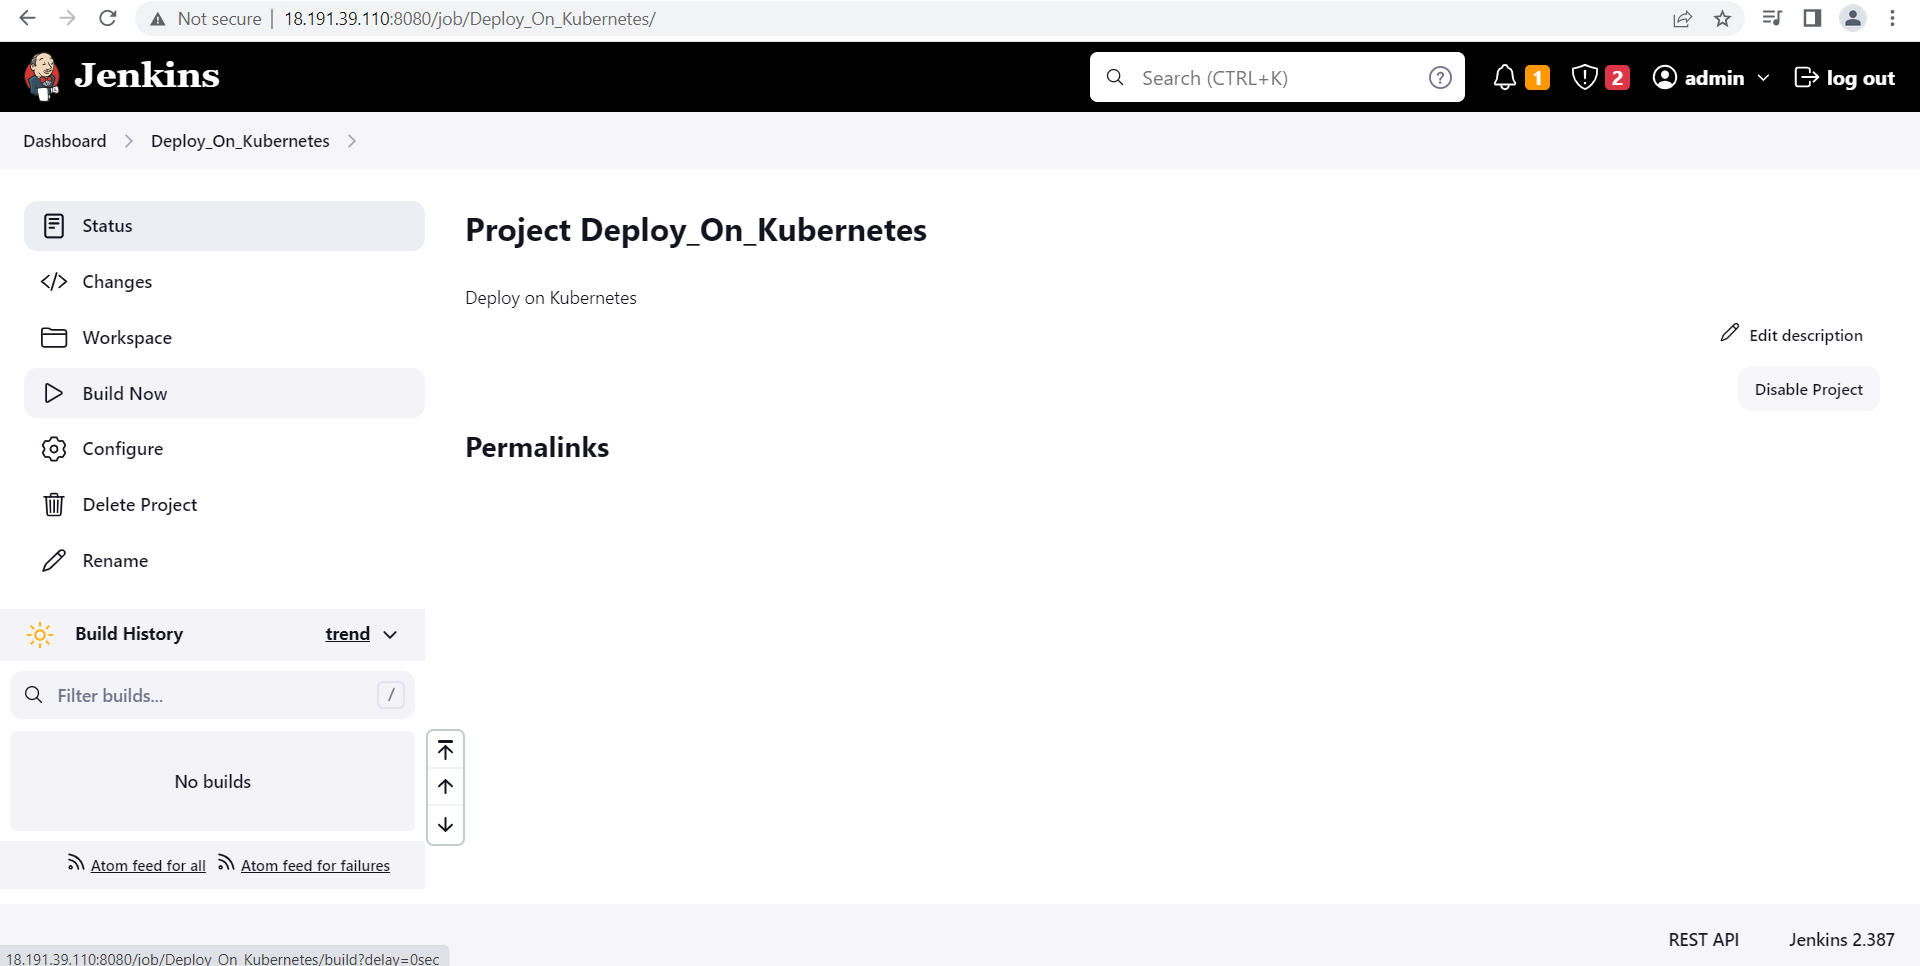 Not secure | 18.191.39.110:8080/job/Deploy_On_Kubernetes/
Jenkins
Search (CTRL+K) ?
1
2
admin
log out
Dashboard
Deploy_On_Kubernetes
Status
Changes
Workspace
Build Now
Configure
Delete Project
Rename
Build History
trend
Filter builds...
/
No builds
Atom feed for all
Atom feed for failures
Project Deploy_On_Kubernetes
Deploy on Kubernetes
Edit description
Disable Project
Permalinks
REST API
Jenkins 2.387
18.191.39.110:8080/job/Deploy_On_Kubernetes/build?delay=0sec